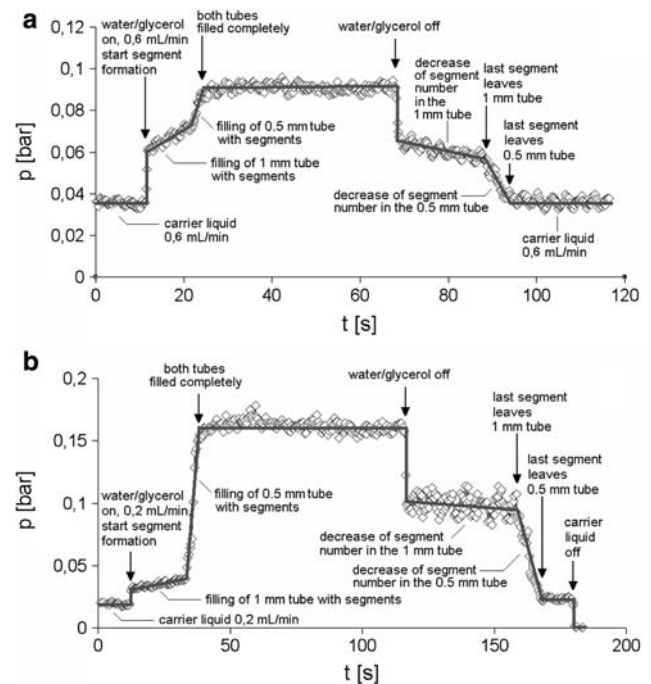 a
water/glycerol
on, 0,6 mL/min
start segment
formation
both tubes
filled completely
water/glycerol off
decrease
of segment
number
in the
1 mm tube
last segment
leaves
1 mm tube
last segment
leaves
0.5 mm tube
filling of 0.5 mm tube
with segments
filling of 1 mm tube
with segments
decrease of segment
number in the 0.5 mm tube
carrier liquid
0,6 mL/min
carrier liquid
0,6 mL/min
p [bar]
0,12
0,1
0,08
0,06
0,04
0,02
0
0 20 40 60 80 100 120
t [s]
b
both tubes
filled completely
water/glycerol off
last segment
leaves
1 mm tube
last segment
leaves
0.5 mm tube
carrier
liquid
off
water/glycerol
on, 0,2 mL/min,
start segment
formation
filling of 0.5 mm tube
with segments
decrease of segment
number in the 1 mm tube
decrease of segment
number in the 0.5 mm tube
filling of 1 mm tube with segments
carrier liquid 0,2 mL/min
p [bar]
0,2
0,15
0,1
0,05
0
0 50 100 150 200
t [s]